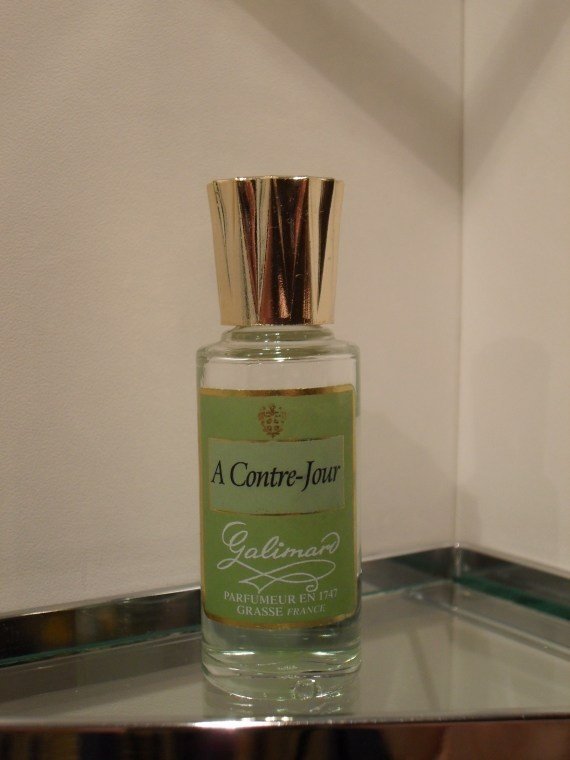 A Contre-Jour
Galimard
PARFUMEUR EN 1747
GRASSE FRANCE